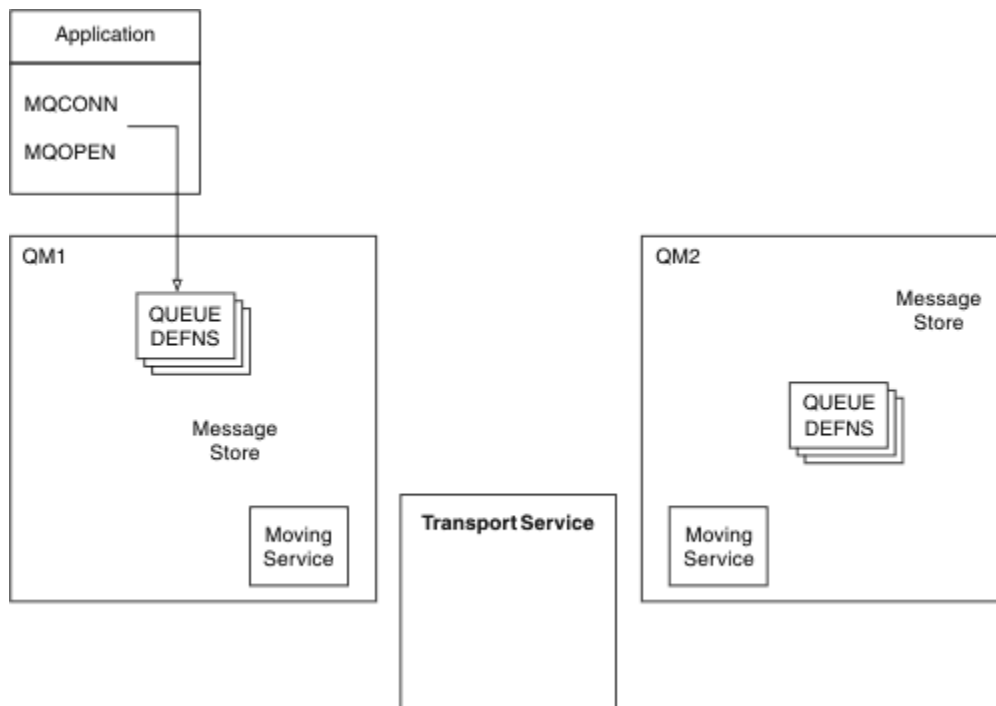 Application
MQCONN
MQOPEN
QM1
QUEUE
DEFNS
Message
Store
Moving
Service
Transport Service
QM2
Message
Store
QUEUE
DEFNS
Moving
Service